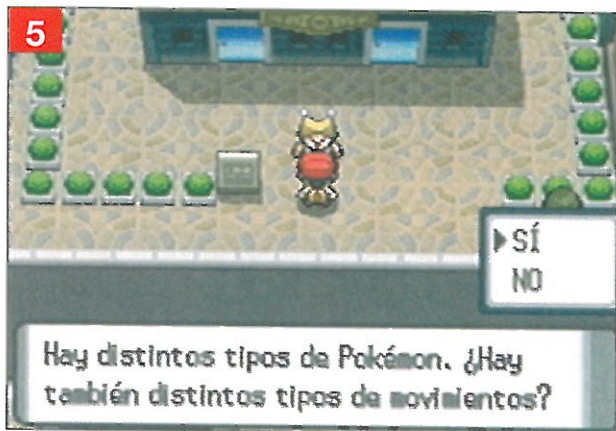 5
SÍ
NO
Hay distintos tipos de Pokémon. ¿Hay
también distintos tipos de movimientos?